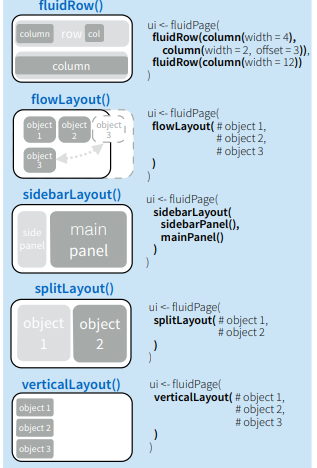 fluidRow()
column row col
column
ui <- fluidPage(
fluidRow(column(width = 4),
column(width = 2, offset = 3)),
fluidRow(column(width = 12))
)
flowLayout()
object 1
object 2
object 3
object 3
ui <- fluidPage(
flowLayout( # object 1,
# object 2,
# object 3
)
)
sidebarLayout()
side panel
main panel
ui <- fluidPage(
sidebarLayout(
sidebarPanel(),
mainPanel()
)
)
splitLayout()
object 1
object 2
ui <- fluidPage(
splitLayout( # object 1,
# object 2
)
)
verticalLayout()
object 1
object 2
object 3
ui <- fluidPage(
verticalLayout( # object 1,
# object 2,
# object 3
)
)